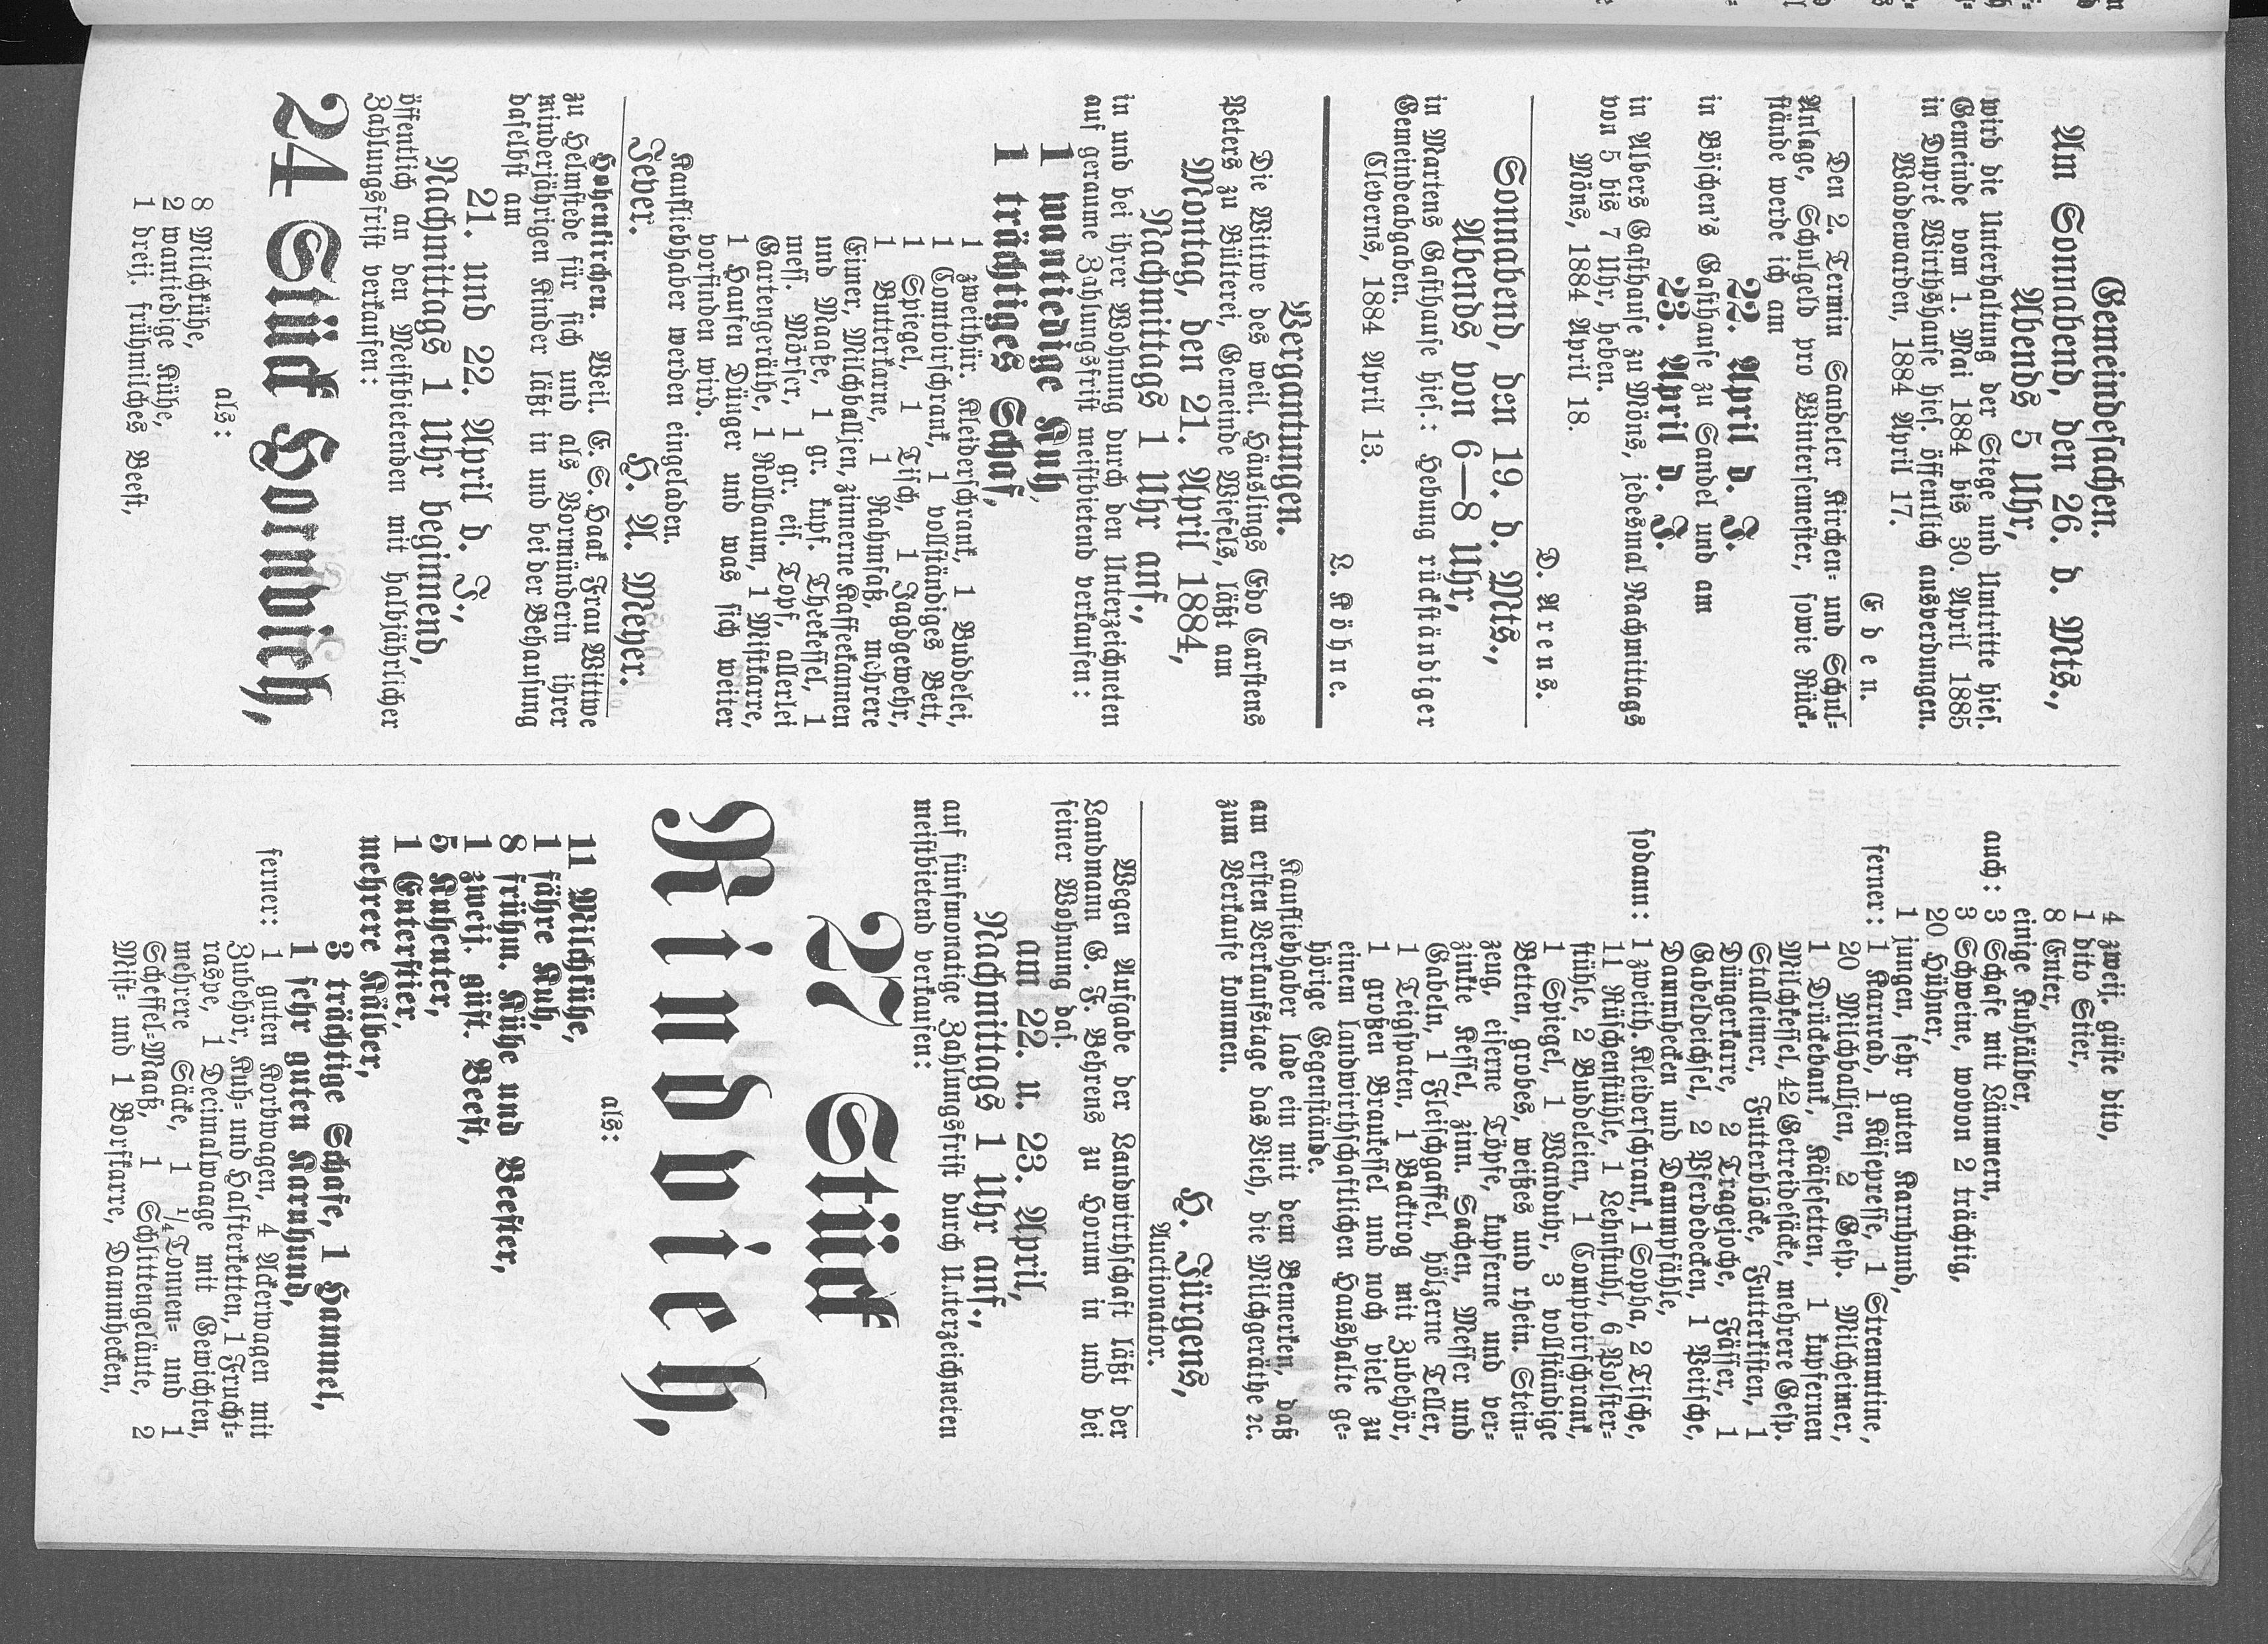 Gemeindesachen.
Am Sonnabend, den 26. d. Mts.,
Abends 5 Uhr,
wird die Unterhaltung der Stege und Umtritte hies.
Gemeinde vom 1. Mai 1884 bis 30. April 1885
in Dupré Wirthshause hies. öffentlich ausverdungen.
Waddewarden, 1884 April 17.
Eden.
Den 2. Termin Sandeler Kirchen- und Schul-
Anlage, Schulgeld pro Wintersemester, sowie Rück-
stände werde ich am
22. April d. J.
in Böschen's Gasthause zu Sandel und am
23. April d. J.
in Albers Gasthause zu Möns, jedesmal Nachmittags
von 5 bis 7 Uhr, heben.
Möns, 1884 April 18.
D. Arens.
Sonnabend, den 19. d. Mts.,
Abends von 6—8 Uhr,
in Martens Gasthause hies.: Hebung rückständiger
Gemeindeabgaben.
Cleverns, 1884 April 13.
L. Köhne.
Vergantungen.
Die Wittwe des weil. Häuslings Edo Carstens
Peters zu Bülterei, Gemeinde Wiefels, läßt am
Montag, den 21. April 1884,
Nachmittags 1 Uhr anf.,
in und bei ihrer Wohnung durch den Unterzeichneten
auf geraume Zahlungsfrist meistbietend verkaufen:
1 wantiedige Kuh,
1 trächtiges Schaf,
1 zweithür. Kleiderschrank, 1 Buddelei,
1 Comtoirschrank, 1 vollständiges Bett,
1 Spiegel, 1 Tisch, 1 Jagdgewehr,
1 Butterkarne, 1 Rahmfaß, mehrere
Eimer, Milchballjen, zinnerne Kaffeekannen
und Maaße, 1 gr. kupf. Theekessel, 1
mess. Mörser, 1 gr. eis. Topf, allerlei
Gartengeräthe, 1 Rollbaum, 1 Mistkarre,
1 Haufen Dünger und was sich weiter
vorfinden wird.
Kaufliebhaber werden eingeladen.
Jever. H. A. Meyer.
Hohenkirchen. Weil. E. S. Haak Frau Wittwe
zu Helmstede für sich und als Vormünderin ihrer
minderjährigen Kinder läßt in und bei der Behausung
daselbst am
21. und 22. April d. J.,
Nachmittags 1 Uhr beginnend,
öffentlich an den Meistbietenden mit halbjährlicher
Zahlungsfrist verkaufen:
24 Stück Hornvieh,
als:
8 Milchkühe,
2 wantiedige Kühe,
1 dreij. frühmilches Beest,
4 zweij. güste dito,
1 dito Stier,
8 Enter,
einige Kuhkälber,
auch: 3 Schafe mit Lämmern,
3 Schweine, wovon 2 trächtig,
20 Hühner,
1 jungen, sehr guten Karnhund,
ferner: 1 Karnrad, 1 Käsepresse, 1 Stremmtine,
20 Milchballjen, 2 Gesp. Milcheimer,
1 Drückebank, Käsefetten, 1 kupfernen
Milchkessel, 42 Getreidesäcke, mehrere Gesp.
Stalleimer, Futterblöcke, Futterkisten, 1
Düngerkarre, 2 Tragejoche, Fässer, 1
Gabeldeichsel, 2 Pferdedecken, 1 Peitsche,
Dammhecken und Dammpfähle,
sodann: 1 zweith. Kleiderschrank, 1 Sopha, 2 Tische,
11 Rüschenstühle, 1 Lehnstuhl, 6 Polster-
stühle, 2 Buddeleien, 1 Comptoirschrank,
1 Spiegel, 1 Wanduhr, 3 vollständige
Betten, grobes, weißes und rhein. Stein-
zeug, eiserne Töpfe, kupferne und ver-
zinkte Kessel, zinn. Sachen, Messer und
Gabeln, 1 Fleischgaffel, hölzerne Teller,
1 Teigspaten, 1 Backtrog mit Zubehör,
1 großen Braukessel und noch viele zu
einem landwirthschaftlichen Haushalte ge-
hörige Gegenstände.
Kaufliebhaber lade ein mit dem Bemerken, daß
am ersten Verkaufstage das Vieh, die Milchgeräthe ꝛc.
zum Verkaufe kommen.
H. Jürgens,
Auctionator.
Wegen Aufgabe der Landwirthschaft läßt der
Landmann G. F. Behrens zu Horum in und bei
seiner Wohnung das.
am 22. u. 23. April,
Nachmittags 1 Uhr anf.,
auf fünfmonatige Zahlungsfrist durch Unterzeichneten
meistbietend verkaufen:
27 Stück
Rindvieh,
als:
11 Milchkühe,
1 fähre Kuh,
8 frühm. Kühe und Beester,
1 zweij. güst. Beest,
5 Kuhenter,
1 Enterstier,
mehrere Kälber,
3 trächtige Schafe, 1 Hammel,
1 sehr guten Karnhund,
ferner: 1 guten Korbwagen, 4 Ackerwagen mit
Zubehör, Kuh- und Halfterketten, 1 Frucht-
raspe, 1 Decimalwaage mit Gewichten,
mehrere Säcke, 1 1/4 Tonnen- und 1
Scheffel-Maaß, 1 Schlittengeläute, 2
Mist- und 1 Borfkarre, Dammhecken,